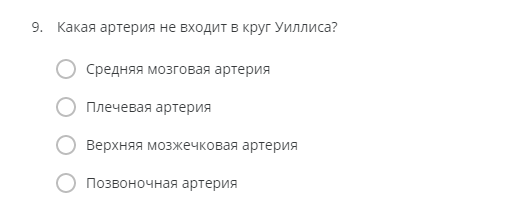 9. Какая артерия не входит в круг Уиллиса?
Средняя мозговая артерия
Плечевая артерия
Верхняя мозжечковая артерия
Позвоночная артерия